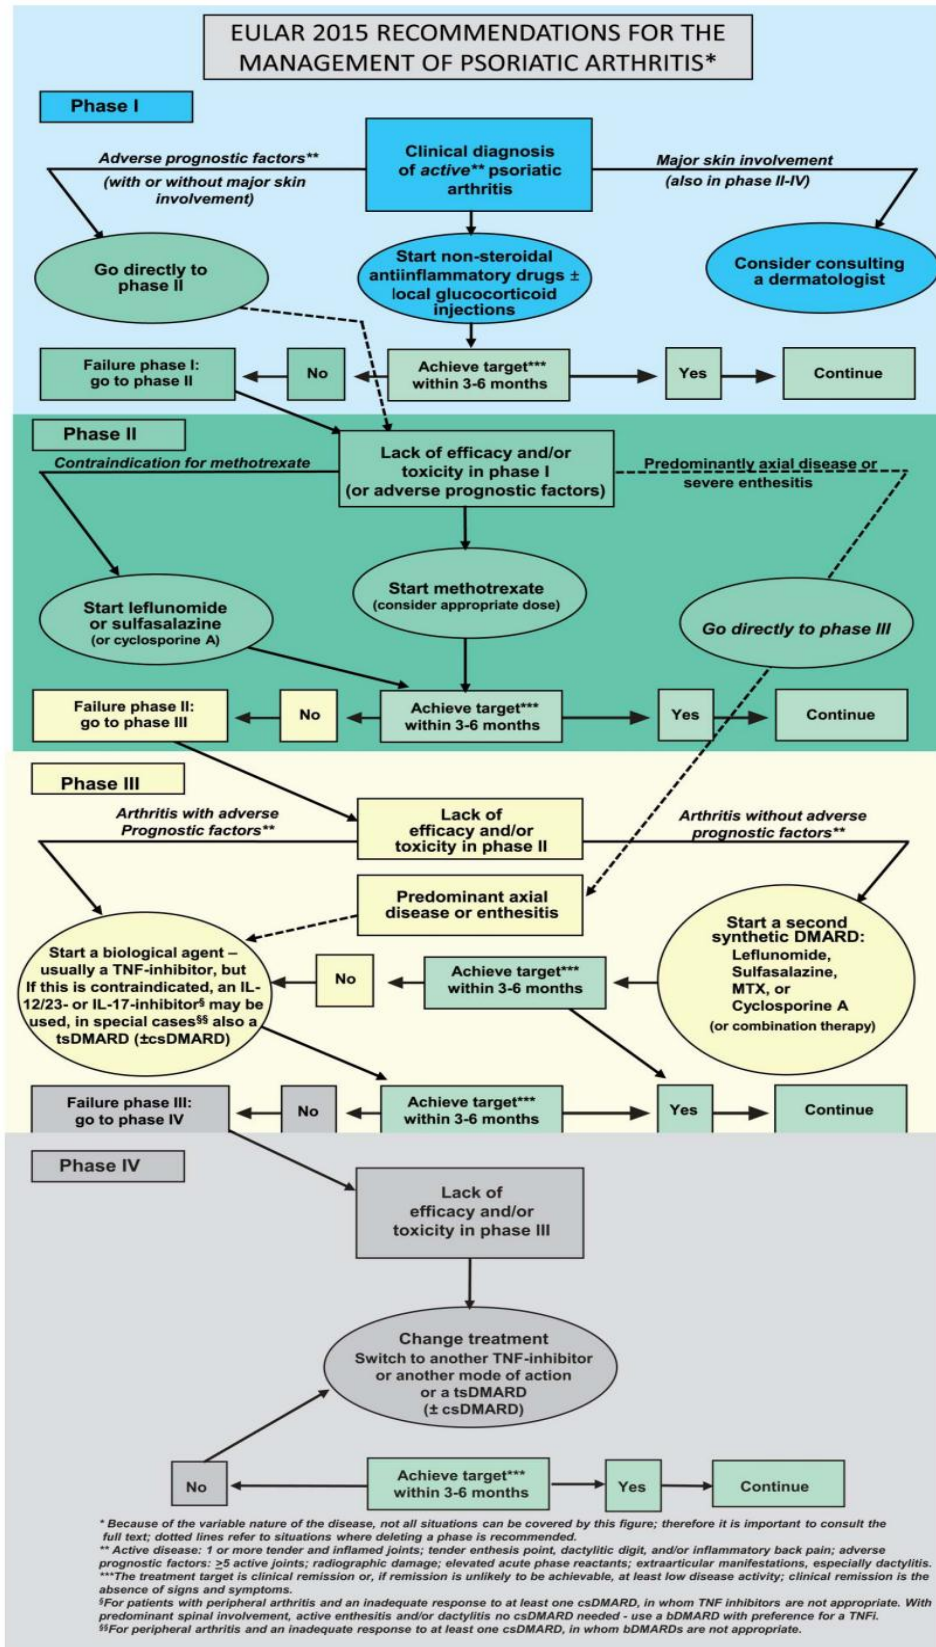 EULAR 2015 RECOMMENDATIONS FOR THE
MANAGEMENT OF PSORIATIC ARTHRITIS*
Phase I
Adverse prognostic factors**
(with or without major skin
involvement)
Clinical diagnosis
of active** psoriatic
arthritis
Major skin involvement
(also in phase II-IV)
Go directly to
phase II
Start non-steroidal
antiinflammatory drugs ±
local glucocorticoid
injections
Consider consulting
a dermatologist
Failure phase I:
go to phase II
No
Achieve target***
within 3-6 months
Yes
Continue
Phase II
Contraindication for methotrexate
Lack of efficacy and/or
toxicity in phase I
(or adverse prognostic factors)
Predominantly axial disease or
severe enthesitis
Start leflunomide
or sulfasalazine
(or cyclosporine A)
Start methotrexate
(consider appropriate dose)
Go directly to phase III
Failure phase II:
go to phase III
No
Achieve target***
within 3-6 months
Yes
Continue
Phase III
Arthritis with adverse
Prognostic factors**
Lack of
efficacy and/or
toxicity in phase II
Arthritis without adverse
prognostic factors**
Predominant axial
disease or enthesitis
Start a biological agent –
usually a TNF-inhibitor, but
If this is contraindicated, an IL-
12/23- or IL-17-inhibitor§ may be
used, in special cases§§ also a
tsDMARD (±csDMARD)
No
Achieve target***
within 3-6 months
Start a second
synthetic DMARD:
Leflunomide,
Sulfasalazine,
MTX, or
Cyclosporine A
(or combination therapy)
Failure phase III:
go to phase IV
No
Achieve target***
within 3-6 months
Yes
Continue
Phase IV
Lack of
efficacy and/or
toxicity in phase III
Change treatment
Switch to another TNF-inhibitor
or another mode of action
or a tsDMARD
(± csDMARD)
No
Achieve target***
within 3-6 months
Yes
Continue
* Because of the variable nature of the disease, not all situations can be covered by this figure; therefore it is important to consult the
full text; dotted lines refer to situations where deleting a phase is recommended.
** Active disease: 1 or more tender and inflamed joints; tender enthesis point, dactylitic digit, and/or inflammatory back pain; adverse
prognostic factors: ≥5 active joints; radiographic damage; elevated acute phase reactants; extraarticular manifestations, especially dactylitis.
***The treatment target is clinical remission or, if remission is unlikely to be achievable, at least low disease activity; clinical remission is the
absence of signs and symptoms.
§For patients with peripheral arthritis and an inadequate response to at least one csDMARD, in whom TNF inhibitors are not appropriate. With
predominant spinal involvement, active enthesitis and/or dactylitis no csDMARD needed - use a bDMARD with preference for a TNFi.
§§For peripheral arthritis and an inadequate response to at least one csDMARD, in whom bDMARDs are not appropriate.